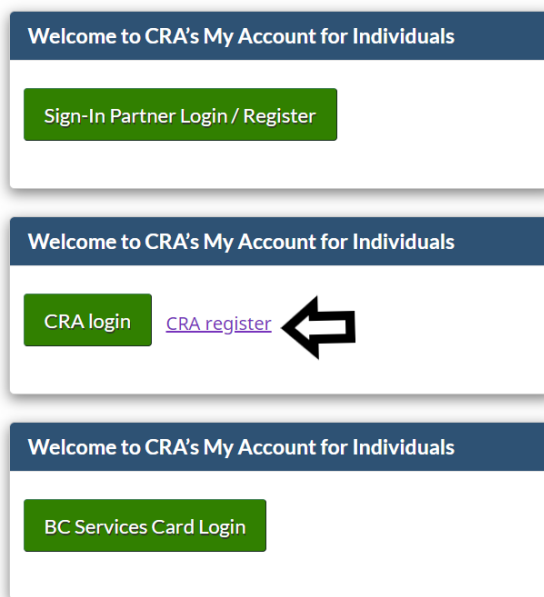 Welcome to CRA’s My Account for Individuals
Sign-In Partner Login / Register
Welcome to CRA’s My Account for Individuals
CRA login CRA register
Welcome to CRA’s My Account for Individuals
BC Services Card Login